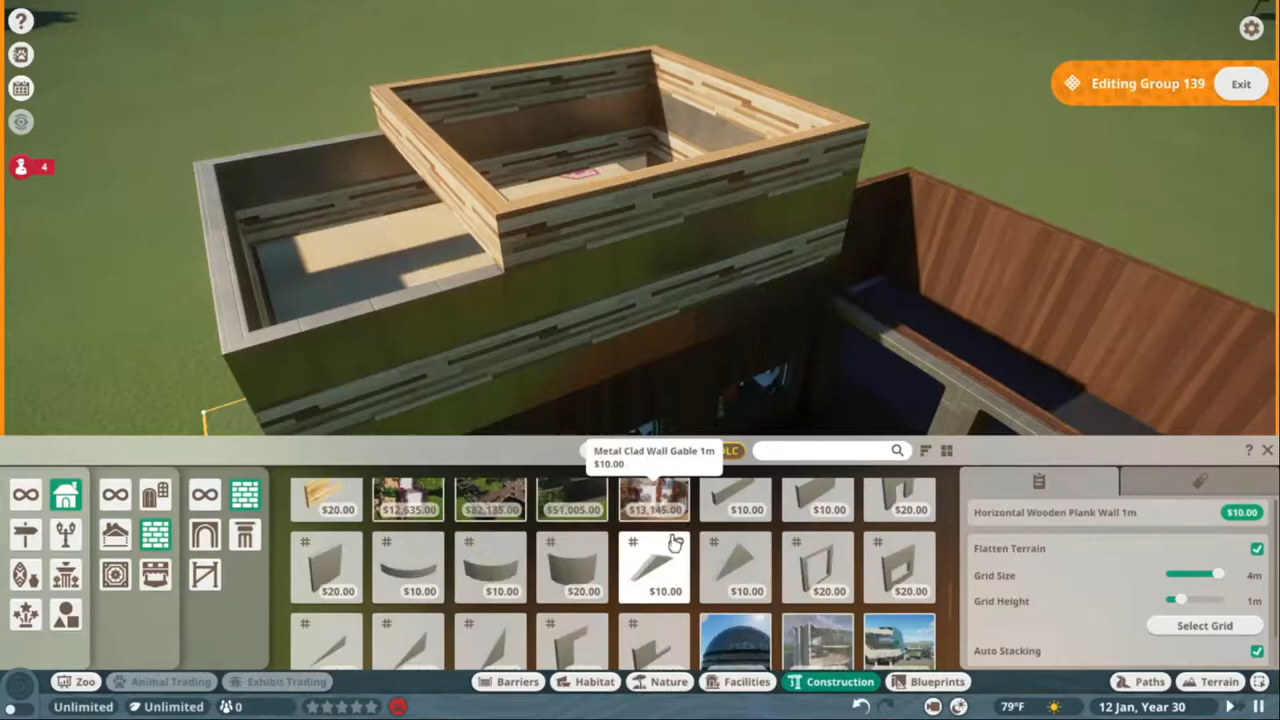 ?
Editing Group 139
Exit
4
Metal Clad Wall Gable 1m
$10.00
LC
?
$20.00
$12,635.00
$82,135.00
$51,005.00
$13,145.00
$10.00
$10.00
$20.00
Horizontal Wooden Plank Wall 1m
$10.00
Flatten Terrain
$20.00
$10.00
$10.00
$20.00
$10.00
$10.00
$20.00
$20.00
Grid Size
4m
Grid Height
1m
Select Grid
Auto Stacking
Zoo
Animal Trading
Exhibit Trading
Barriers
Habitat
Nature
Facilities
Construction
Blueprints
Paths
Terrain
Unlimited
Unlimited
0
79°F
12 Jan, Year 30